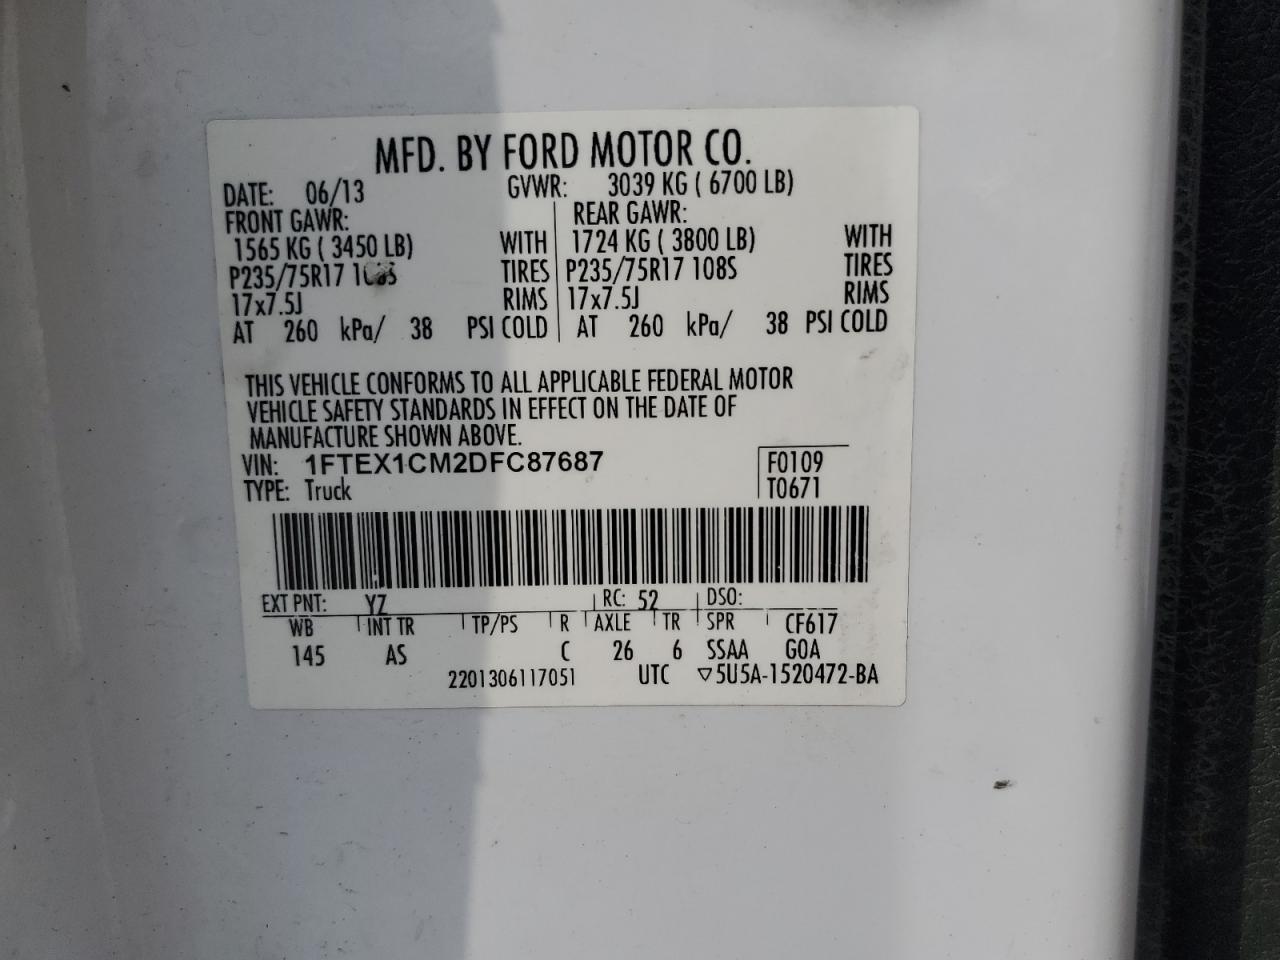 MFD. BY FORD MOTOR CO.
DATE: 06/13 GVWR: 3039 KG ( 6700 LB)
FRONT GAWR: REAR GAWR:
1565 KG ( 3450 LB) WITH 1724 KG ( 3800 LB) WITH
P235/75R17 TIRES P235/75R17 108S TIRES
17x7.5J RIMS 17x7.5J RIMS
AT 260 kPa/ 38 PSI COLD AT 260 kPa/ 38 PSI COLD
THIS VEHICLE CONFORMS TO ALL APPLICABLE FEDERAL MOTOR
VEHICLE SAFETY STANDARDS IN EFFECT ON THE DATE OF
MANUFACTURE SHOWN ABOVE.
VIN: 1FTEX1CM2DFC87687 F0109
TYPE: Truck T0671
EXT PNT: YZ RC: 52 DSO:
WB INT TR TP/PS R AXLE TR SPR CF617
145 AS C 26 6 SSAA GOA
2201306117051 UTC ▽5U5A-1520472-BA